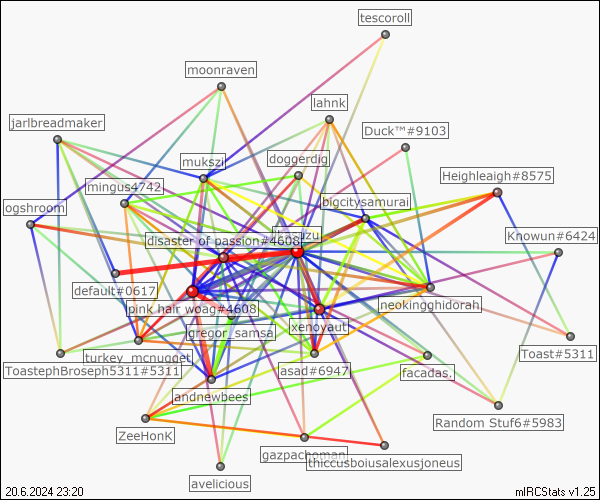 tescoroll
moonraven
lahnk
jarlbreadmaker
Duck™#9103
mukszi
doggerdig
Heighleaigh#8575
mingus4742
bigcitysamurai
ogshroom
disaster of passion#4608
Knowun#6424
default#0617
pink hair woag#4608
neokingghidorah
gregor_samsa
xenoyaut
turkey_mcnugget
Toast#5311
ToastephBroseph5311#5311
asad#6947
facadas.
andnewbees
Random Stuf6#5983
ZeeHonK
gazpachoman
thiccusboiusalexusjoneus
avelicious
20.6.2024 23:20
mIRCStats v1.25